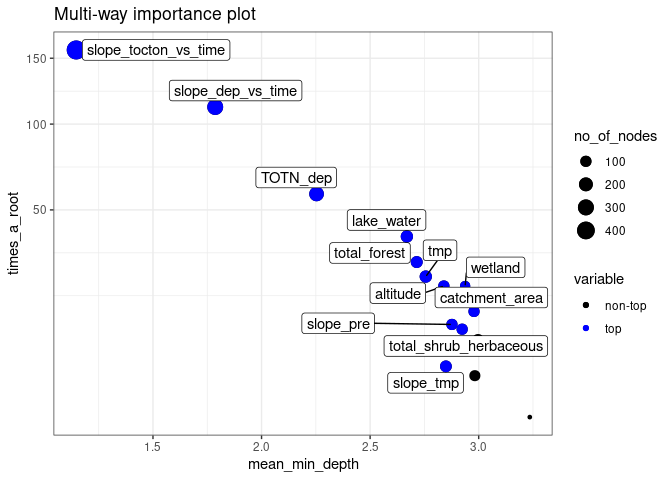 Multi-way importance plot
150
100
50
times_a_root
slope_tocton_vs_time
slope_dep_vs_time
TOTN_dep
lake_water
total_forest
tmp
wetland
altitude
catchment_area
slope_pre
total_shrub_herbaceous
slope_tmp
1.5
2.0
2.5
3.0
mean_min_depth
no_of_nodes
100
200
300
400
variable
non-top
top